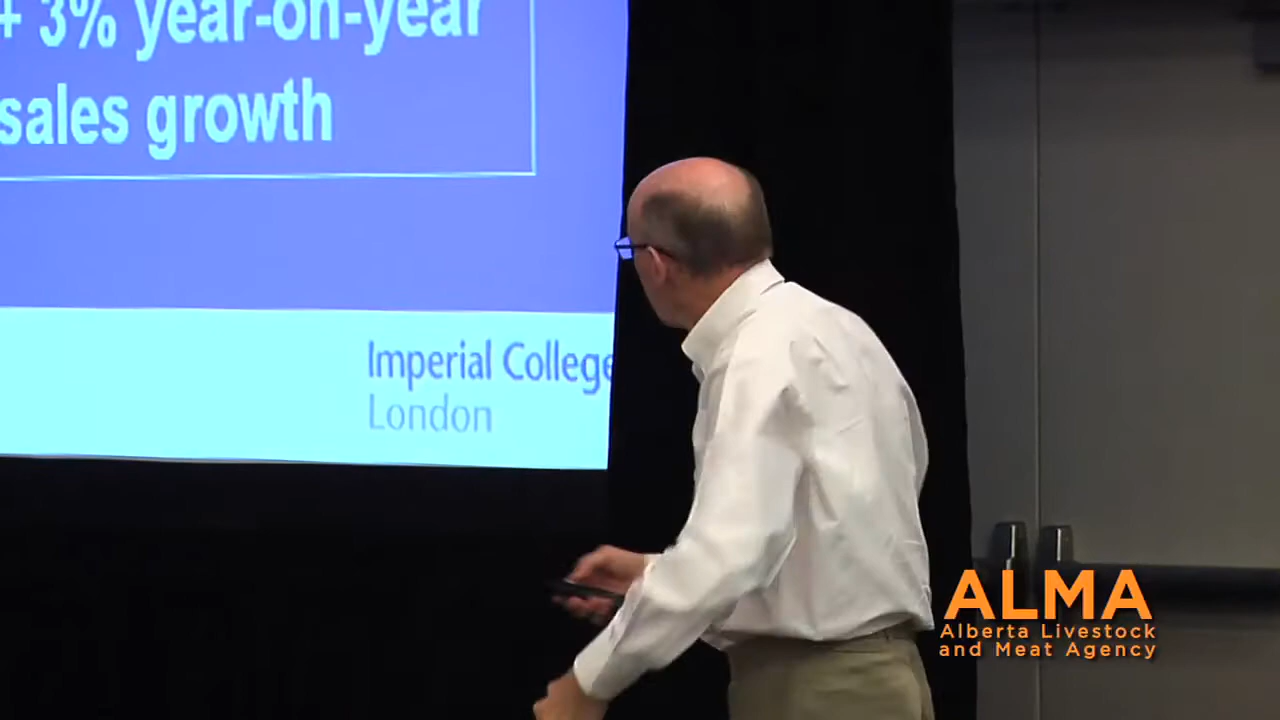 + 3% year-on-year
sales growth
Imperial College
London
ALMA
Alberta Livestock
and Meat Agency